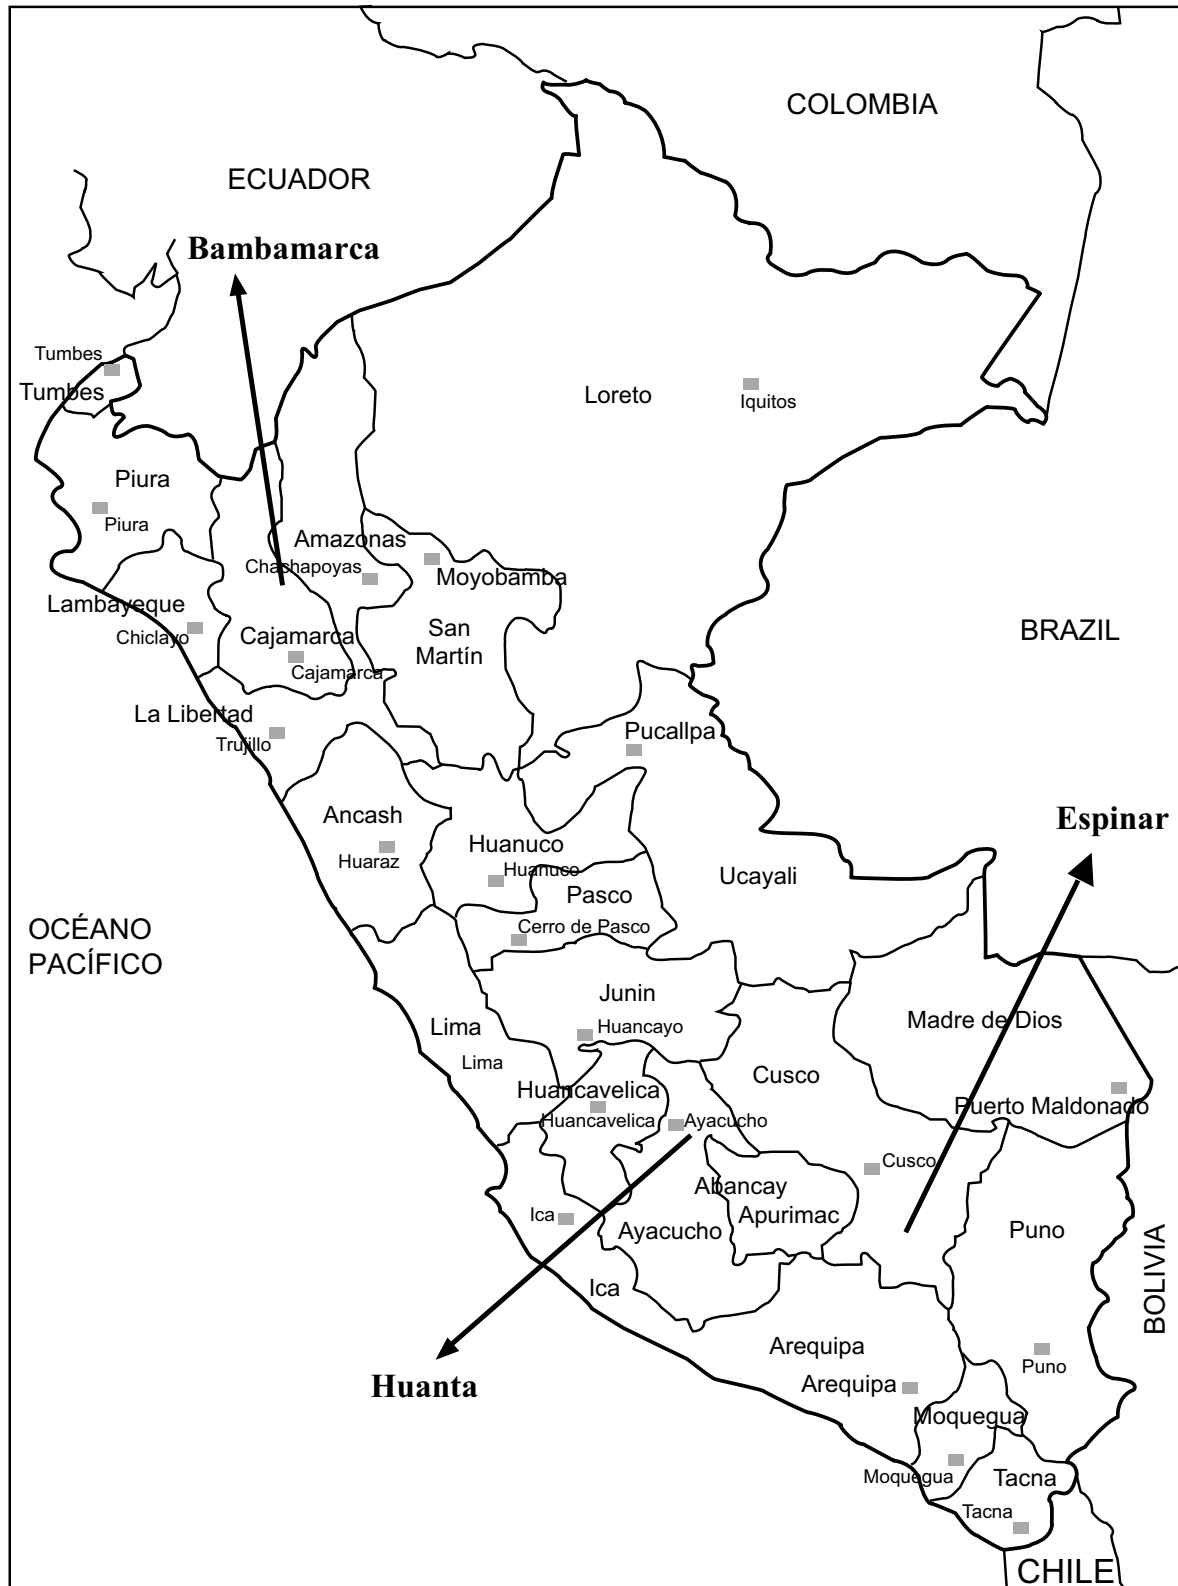 COLOMBIA
ECUADOR
Bambamarca
Tumbes
Tumbes
Loreto
Iquitos
Piura
Piura
Amazonas
Chachapoyas
Moyobamba
Lambayeque
Chiclayo
Cajamarca
Cajamarca
San
Martín
BRAZIL
La Libertad
Trujillo
Pucallpa
Ancash
Huaraz
Huanuco
Huanuco
Espinar
Ucayali
Pasco
Cerro de Pasco
OCÉANO
PACÍFICO
Junin
Huancayo
Lima
Lima
Madre de Dios
Cusco
Huancavelica
Huancavelica
Ayacucho
Puerto Maldonado
Cusco
Abancay
Apurimac
Ica
Ayacucho
Puno
BOLIVIA
Ica
Arequipa
Arequipa
Puno
Huanta
Moquegua
Moquegua
Tacna
Tacna
CHILE